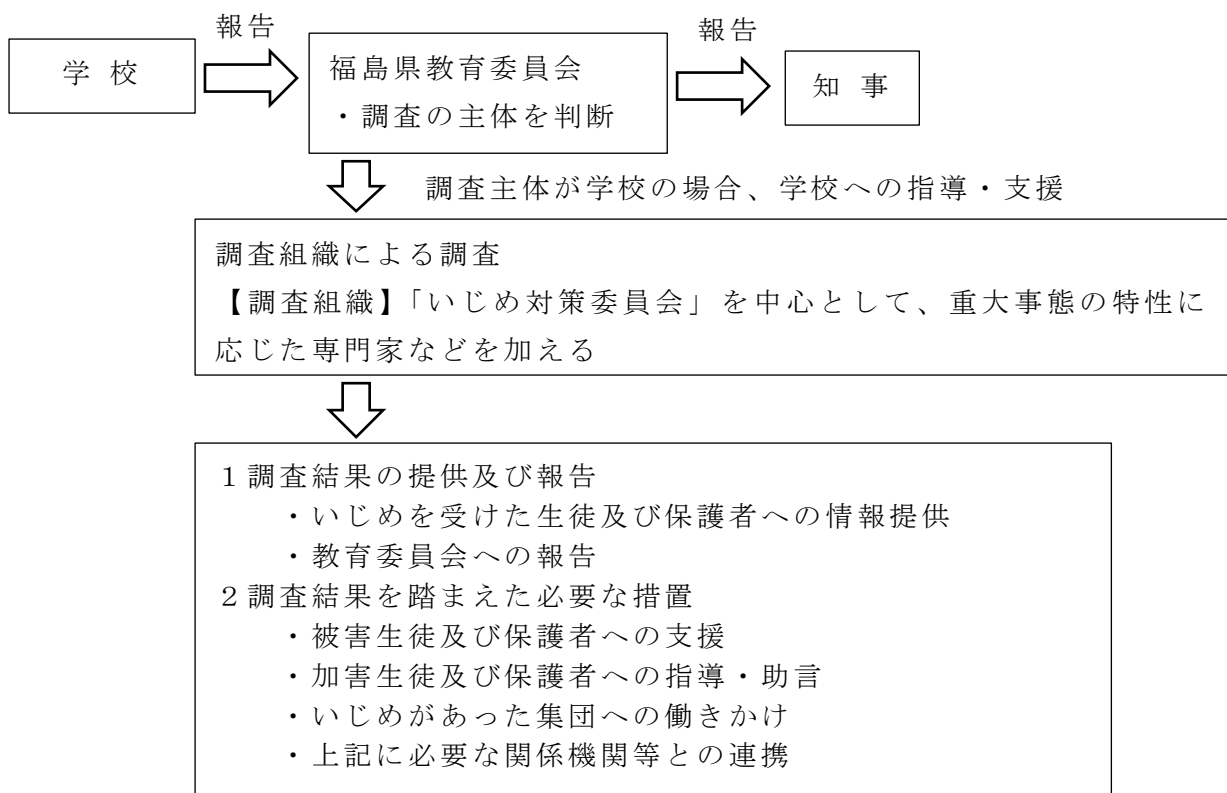 報告
報告
学 校
福島県教育委員会
・調査の主体を判断
知 事
調査主体が学校の場合、学校への指導・支援
調査組織による調査
【調査組織】「いじめ対策委員会」を中心として、重大事態の特性に
応じた専門家などを加える
1調査結果の提供及び報告
・いじめを受けた生徒及び保護者への情報提供
・教育委員会への報告
2調査結果を踏まえた必要な措置
・被害生徒及び保護者への支援
・加害生徒及び保護者への指導・助言
・いじめがあった集団への働きかけ
・上記に必要な関係機関等との連携